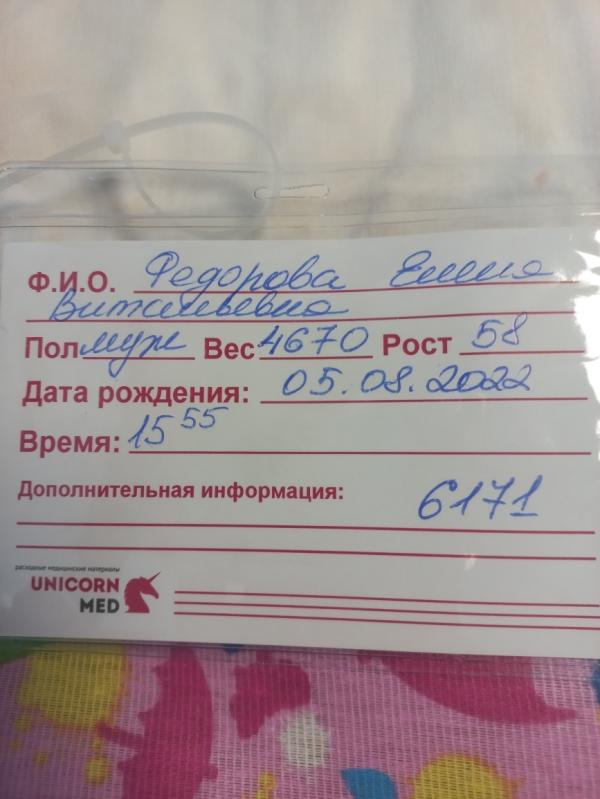 Ф.И.О. Федорова Елена
Витальевна
Пол муж Вес 4670 Рост 58
Дата рождения: 05.08.2022
Время: 15 55
Дополнительная информация: 6171
расходные медицинские материалы
UNICORN
MED